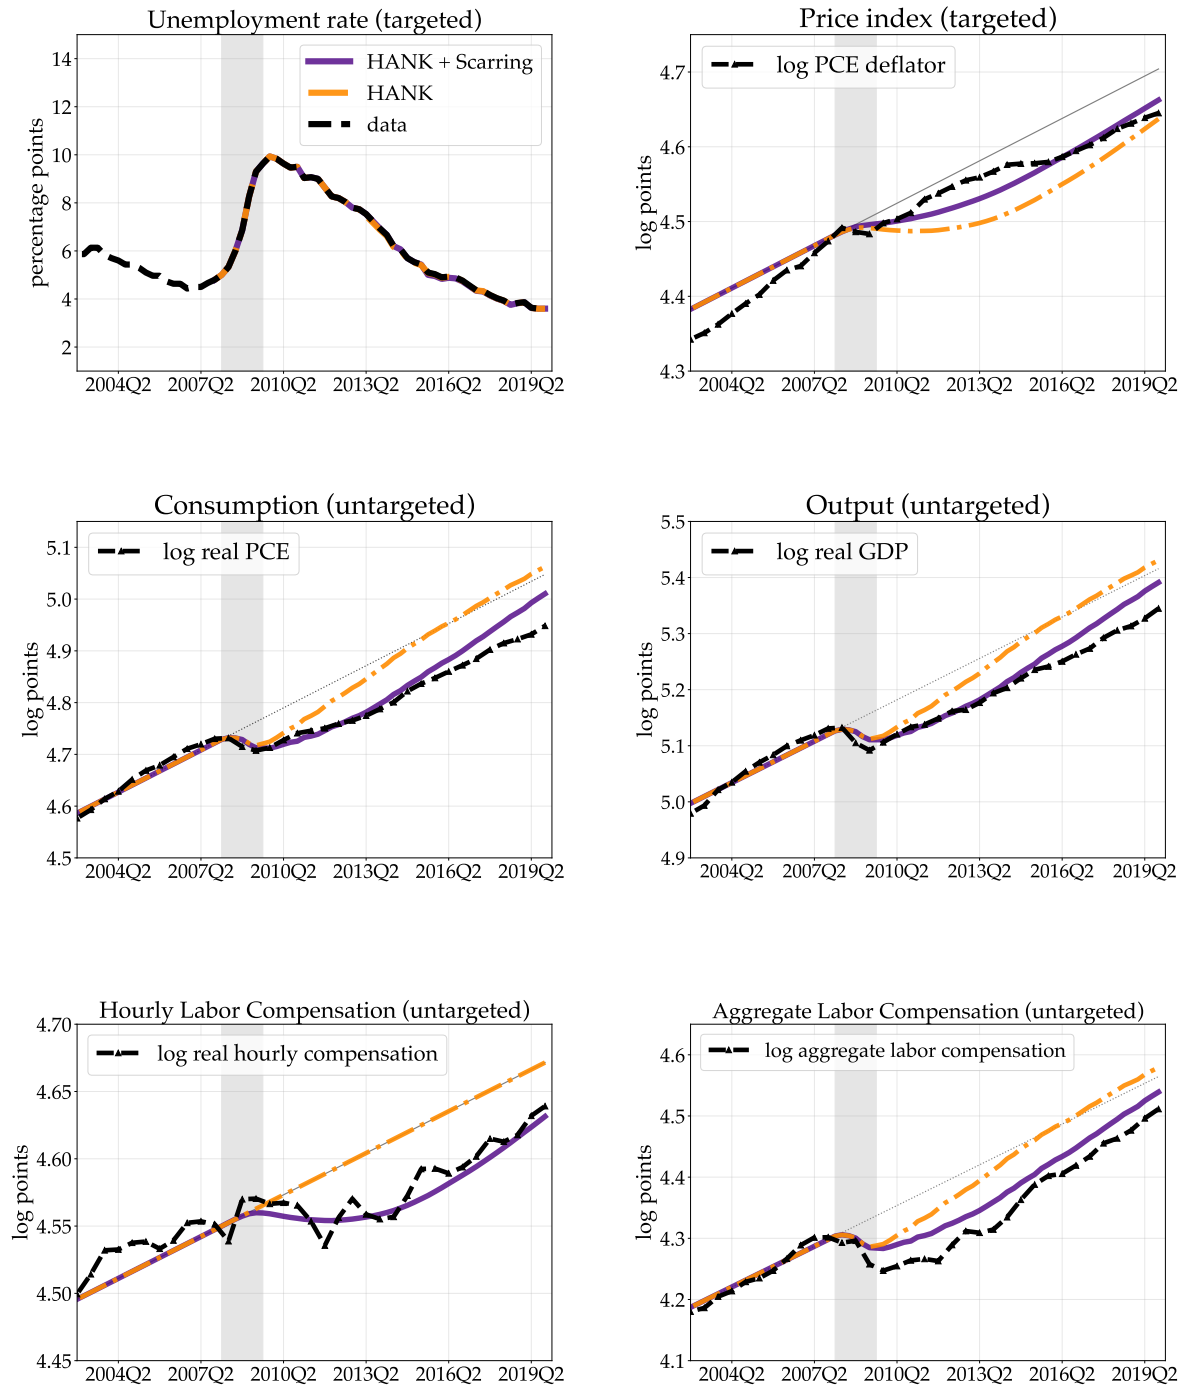 Unemployment rate (targeted)
percentage points
14
12
10
8
6
4
2
HANK + Scarring
HANK
data
2004Q2 2007Q2 2010Q2 2013Q2 2016Q2 2019Q2
Price index (targeted)
log points
4.7
4.6
4.5
4.4
4.3
log PCE deflator
2004Q2 2007Q2 2010Q2 2013Q2 2016Q2 2019Q2
Consumption (untargeted)
log points
5.1
5.0
4.9
4.8
4.7
4.6
4.5
log real PCE
2004Q2 2007Q2 2010Q2 2013Q2 2016Q2 2019Q2
Output (untargeted)
log points
5.5
5.4
5.3
5.2
5.1
5.0
4.9
log real GDP
2004Q2 2007Q2 2010Q2 2013Q2 2016Q2 2019Q2
Hourly Labor Compensation (untargeted)
log points
4.70
4.65
4.60
4.55
4.50
4.45
log real hourly compensation
2004Q2 2007Q2 2010Q2 2013Q2 2016Q2 2019Q2
Aggregate Labor Compensation (untargeted)
log points
4.6
4.5
4.4
4.3
4.2
4.1
log aggregate labor compensation
2004Q2 2007Q2 2010Q2 2013Q2 2016Q2 2019Q2